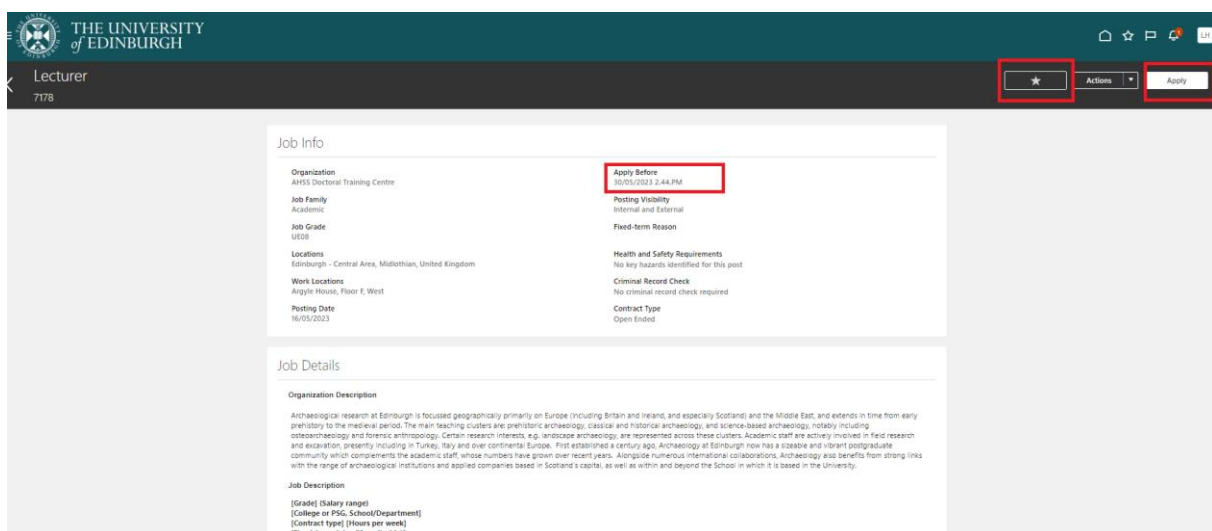 THE UNIVERSITY
of EDINBURGH
LH
Lecturer
7178
Actions
Apply
Job Info
Organization
AHSS Doctoral Training Centre
Apply Before
30/05/2023 2.44.PM
Job Family
Academic
Posting Visibility
Internal and External
Job Grade
UE08
Fixed-term Reason
Locations
Edinburgh - Central Area, Midlothian, United Kingdom
Health and Safety Requirements
No key hazards identified for this post
Work Locations
Argyle House, Floor F, West
Criminal Record Check
No criminal record check required
Posting Date
16/05/2023
Contract Type
Open Ended
Job Details
Organization Description
Archaeological research at Edinburgh is focussed geographically primarily on Europe (including Britain and Ireland, and especially Scotland) and the Middle East, and extends in time from early
prehistory to the medieval period. The main teaching clusters are: prehistoric archaeology, classical and historical archaeology, and science-based archaeology, notably including
osteoarchaeology and forensic anthropology. Certain research interests, e.g. landscape archaeology, are represented across these clusters. Academic staff are actively involved in field research
and excavation, presently including in Turkey, Italy and over continental Europe. First established a century ago, Archaeology at Edinburgh now has a sizeable and vibrant postgraduate
community which complements the academic staff, whose numbers have grown over recent years. Alongside numerous international collaborations, Archaeology also benefits from strong links
with the range of archaeological institutions and applied companies based in Scotland's capital, as well as within and beyond the School in which it is based in the University.
Job Description
[Grade] (Salary range)
[College or PSG, School/Department]
[Contract type] [Hours per week]